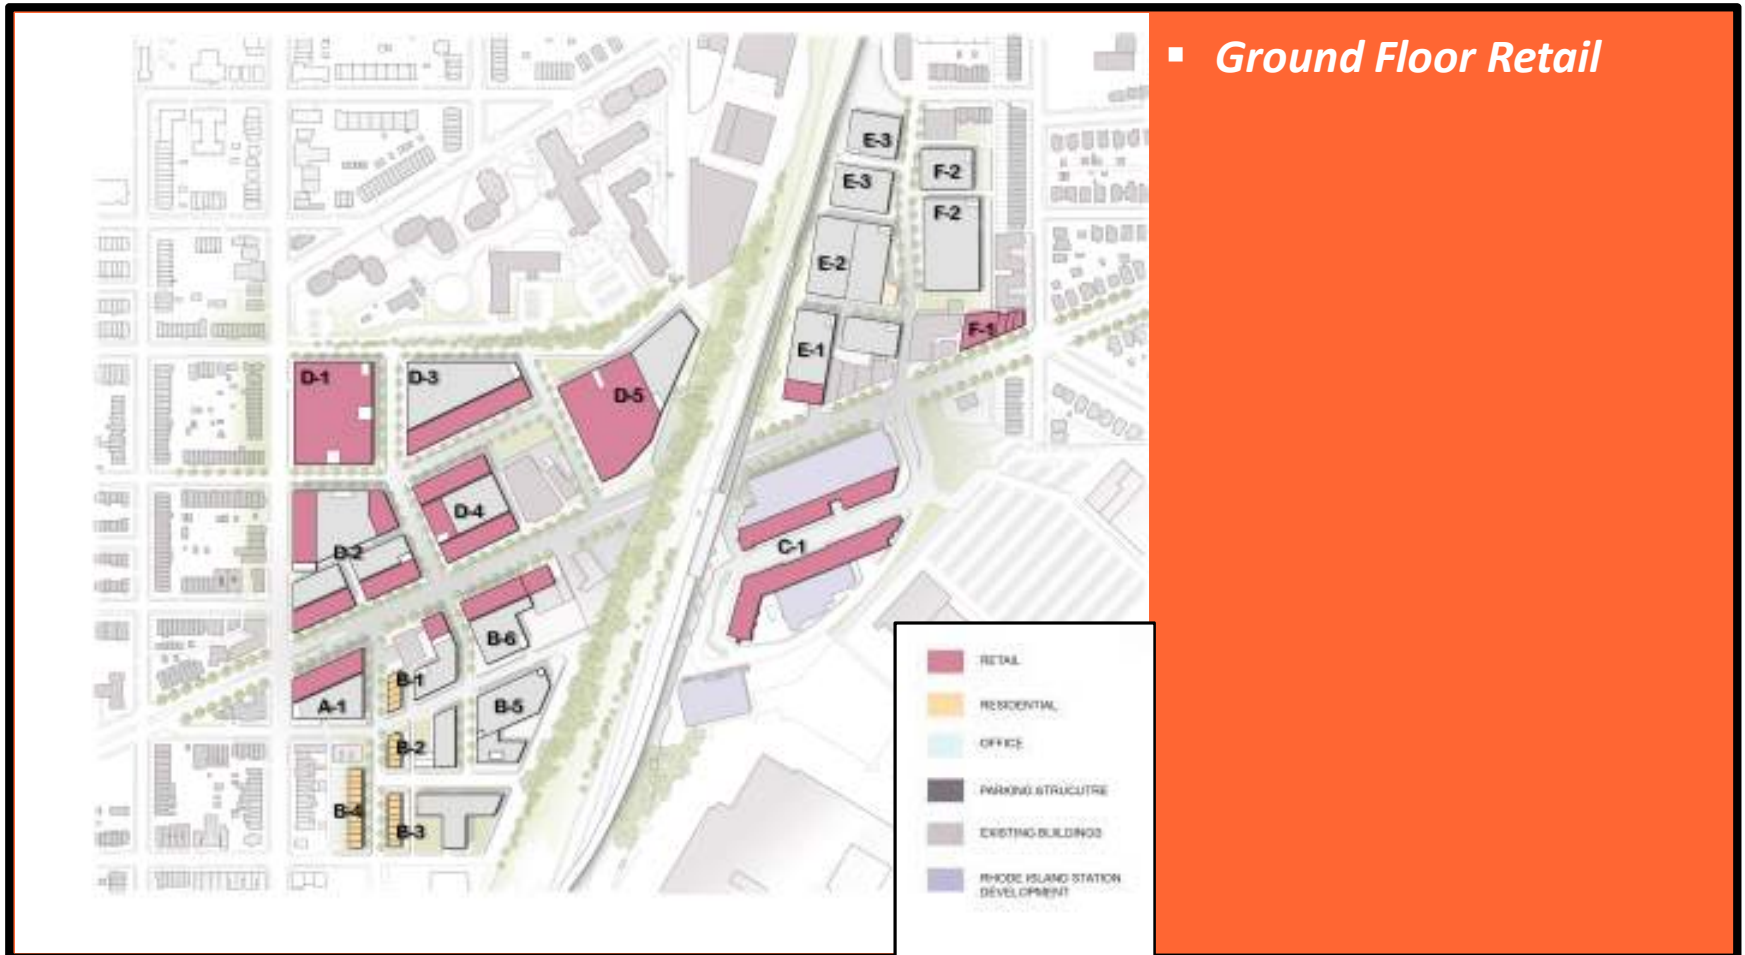 ▪ Ground Floor Retail
E-3
E-3
F-2
F-2
E-2
F-1
E-1
D-1
D-3
D-5
D-4
D-2
C-1
B-6
B-1
A-1
B-5
B-2
B-4
B-3
RETAIL
RESIDENTIAL
OFFICE
PARKING STRUCUTRE
EXISTING BUILDINGS
RHODE ISLAND STATION
DEVELOPMENT